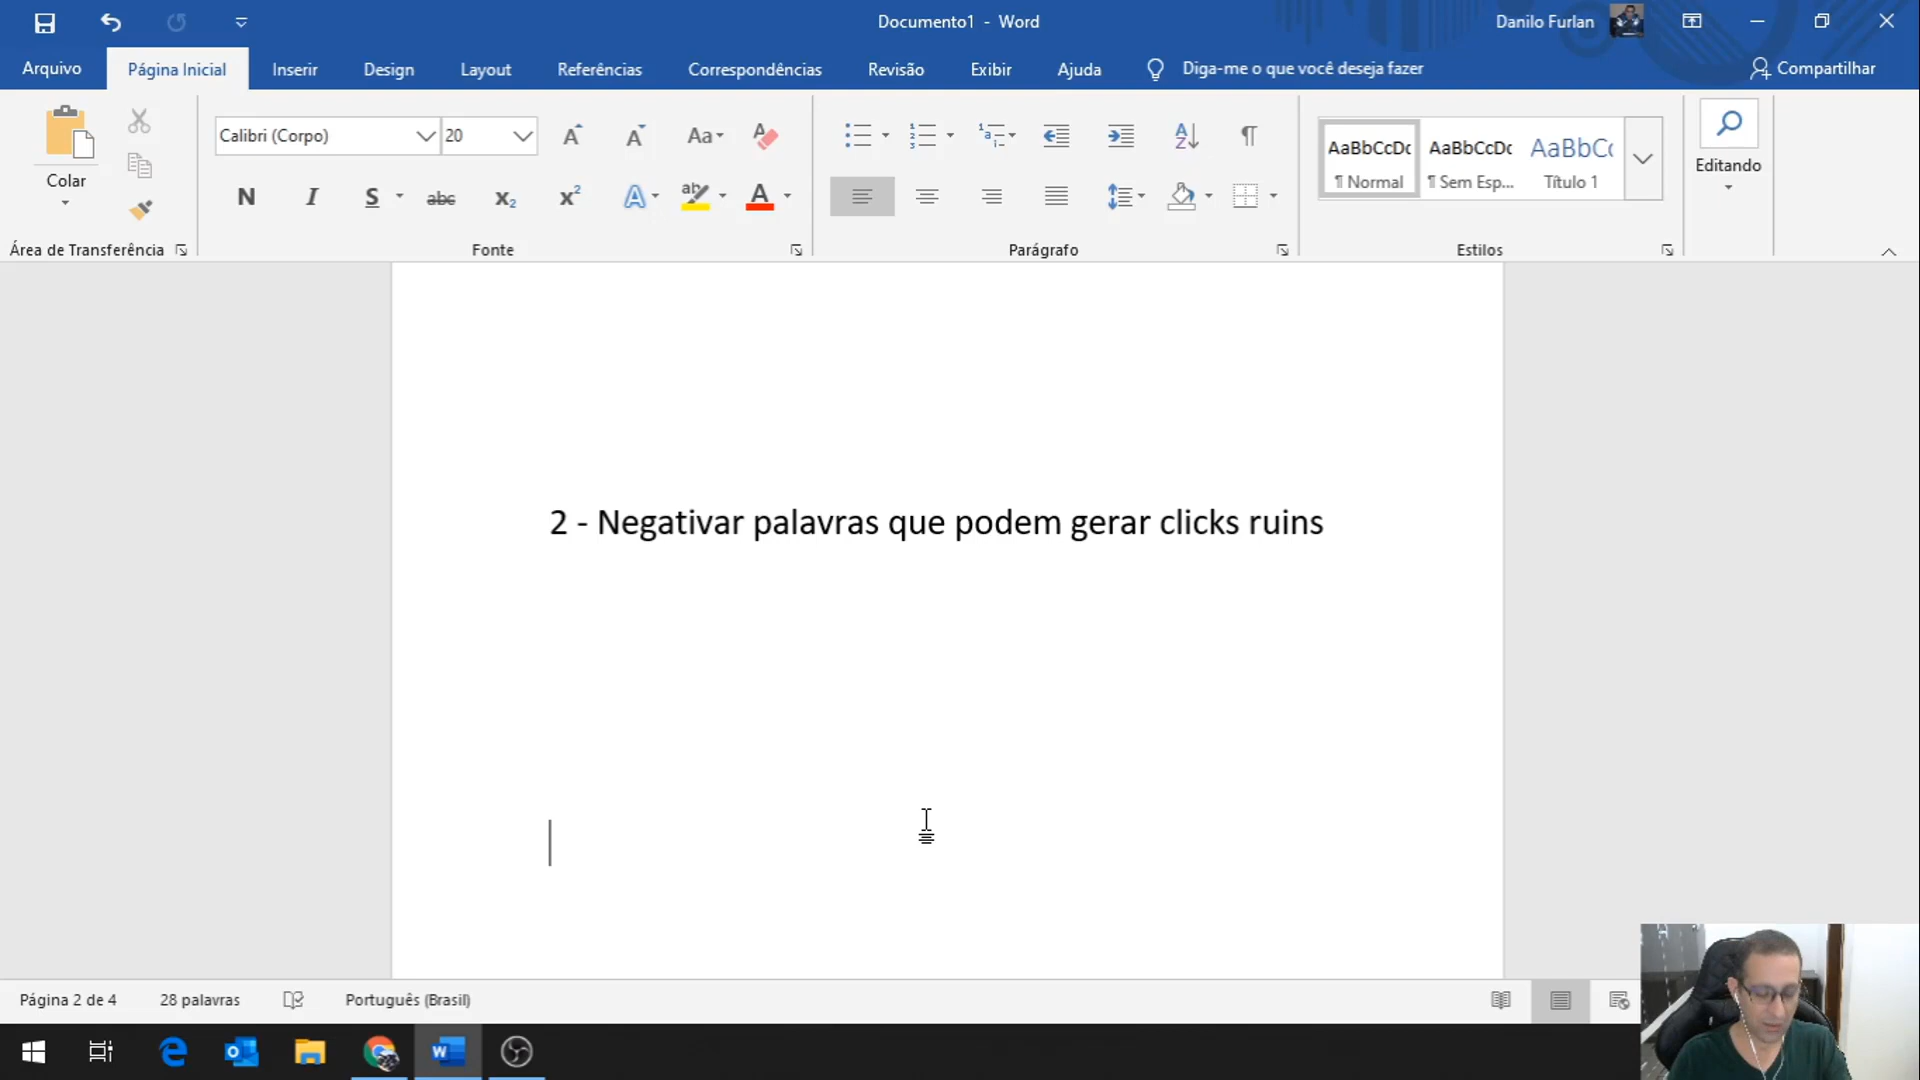 Documento1 - Word
Danilo Furlan
Arquivo
Página Inicial
Inserir
Design
Layout
Referências
Correspondências
Revisão
Exibir
Ajuda
Diga-me o que você deseja fazer
Compartilhar
Colar
Calibri (Corpo)
20
Aa
N
I
S
abc
x₂
x²
A
ab
A
AaBbCcDc
¶ Normal
AaBbCcDc
¶ Sem Esp...
AaBbC
Título 1
Editando
Área de Transferência
Fonte
Parágrafo
Estilos
2 - Negativar palavras que podem gerar clicks ruins
Página 2 de 4
28 palavras
Português (Brasil)